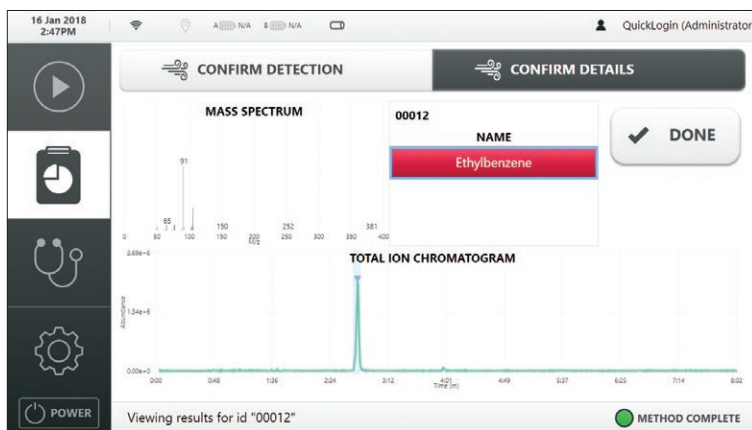 16 Jan 2018
2:47PM
A N/A B N/A
QuickLogin (Administrator
CONFIRM DETECTION
CONFIRM DETAILS
MASS SPECTRUM
91
65
150
252
381
0 50 100 150 200 250 300 350 400
M/E
00012
NAME
Ethylbenzene
DONE
TOTAL ION CHROMATOGRAM
2.69e+6
1.34e+6
0.00e+0
Abundance
0:00 0:48 1:36 2:24 3:12 4:01 4:49 5:37 6:25 7:14 8:02
Time (m)
POWER
Viewing results for id "00012"
METHOD COMPLETE